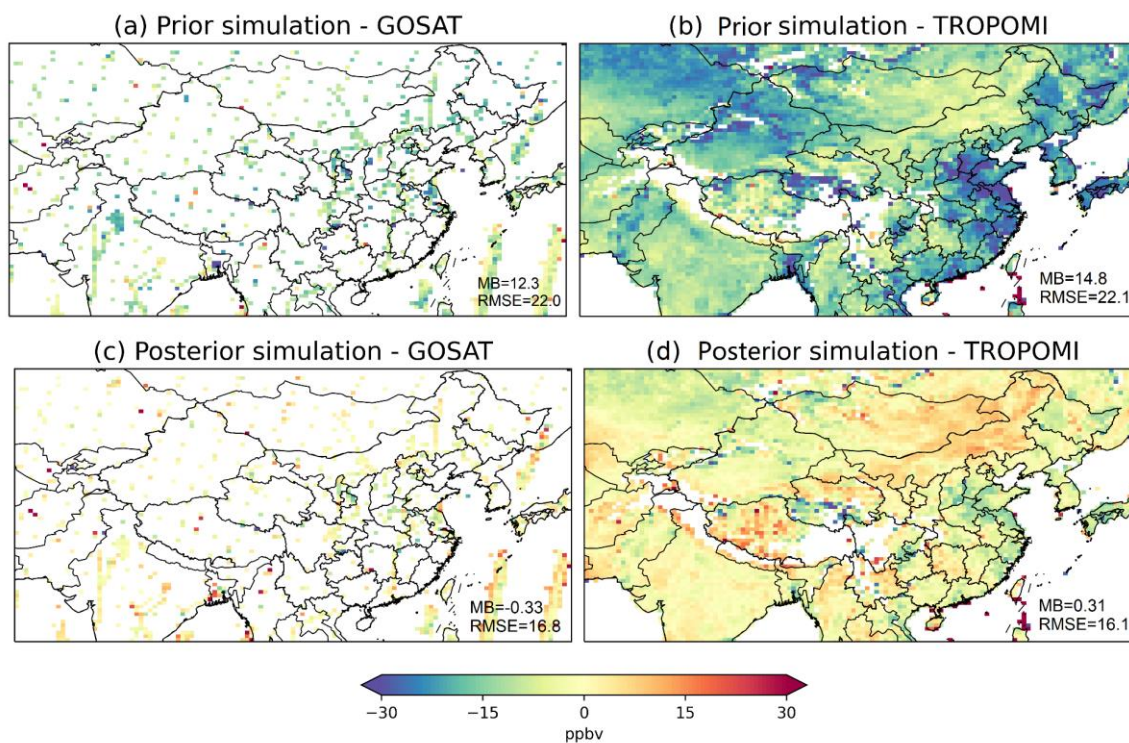 (a) Prior simulation - GOSAT
(b) Prior simulation - TROPOMI
MB=12.3
RMSE=22.0
MB=14.8
RMSE=22.1
(c) Posterior simulation - GOSAT
(d) Posterior simulation - TROPOMI
MB=-0.33
RMSE=16.8
MB=0.31
RMSE=16.1
−30 −15 0 15 30
ppbv